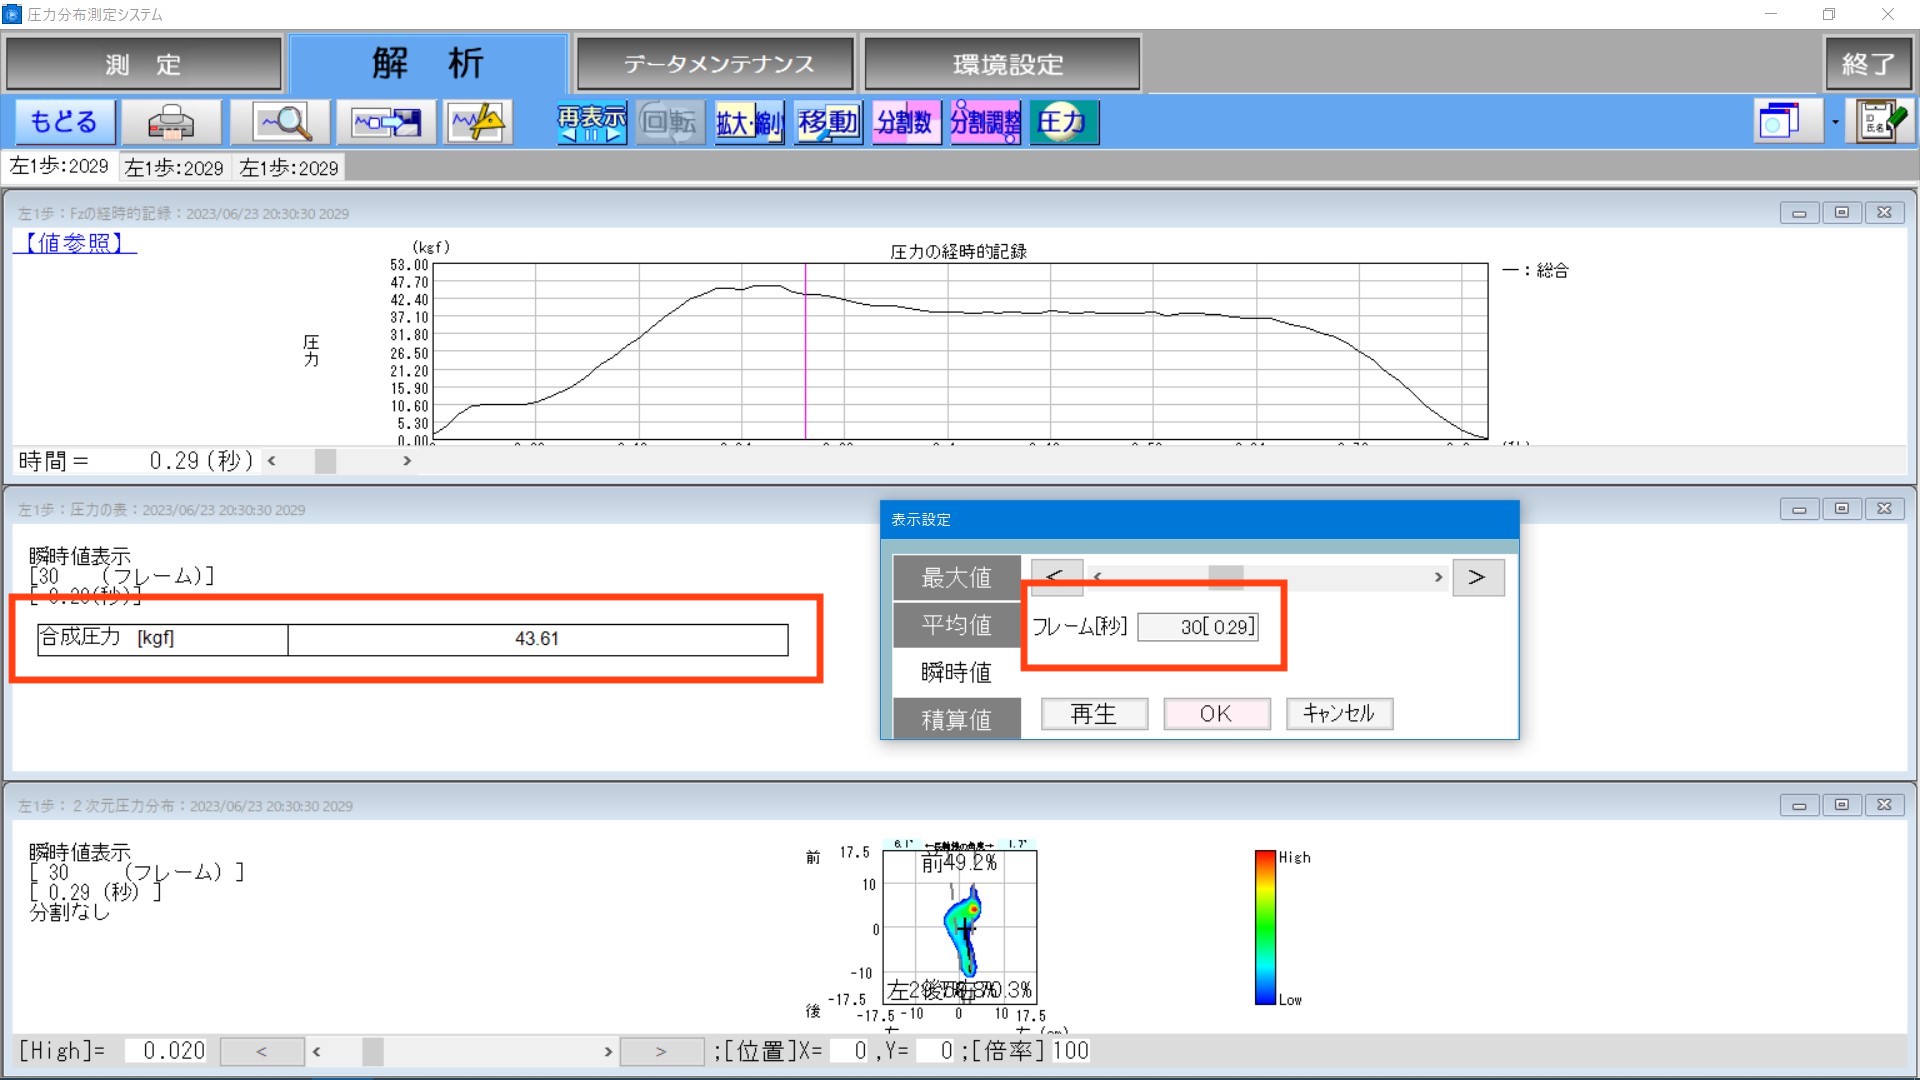 圧力分布測定システム
測 定
解 析
データメンテナンス
環境設定
終了
もどる
再表示
回転
拡大・縮小
移動
分割数
分割調整
圧力
ID
氏名
左1歩:2029
左1歩:2029
左1歩:2029
左1歩：Fzの経時的記録：2023/06/23 20:30:30 2029
【値参照】
(kgf)
圧力の経時的記録
一：総合
53.00
47.70
42.40
37.10
31.80
26.50
21.20
15.90
10.60
5.30
0.00
圧力
時間＝ 0.29(秒) < >
左1歩：圧力の表：2023/06/23 20:30:30 2029
瞬時値表示
[30 (フレーム)]
[ 0.29(秒)]
合成圧力 [kgf] 43.61
表示設定
最大値
平均値
瞬時値
積算値
< < > >
フレーム[秒] 30[ 0.29]
再生 OK キャンセル
左1歩：２次元圧力分布：2023/06/23 20:30:30 2029
瞬時値表示
[ 30 (フレーム) ]
[ 0.29 (秒) ]
分割なし
6.1° 1.7°
前 17.5
前49.2%
10
0
-10
-17.5
後
-17.5 -10 0 10 17.5
High
Low
[High]= 0.020 < < > > ;[位置]X= 0 ,Y= 0 ;[倍率] 100